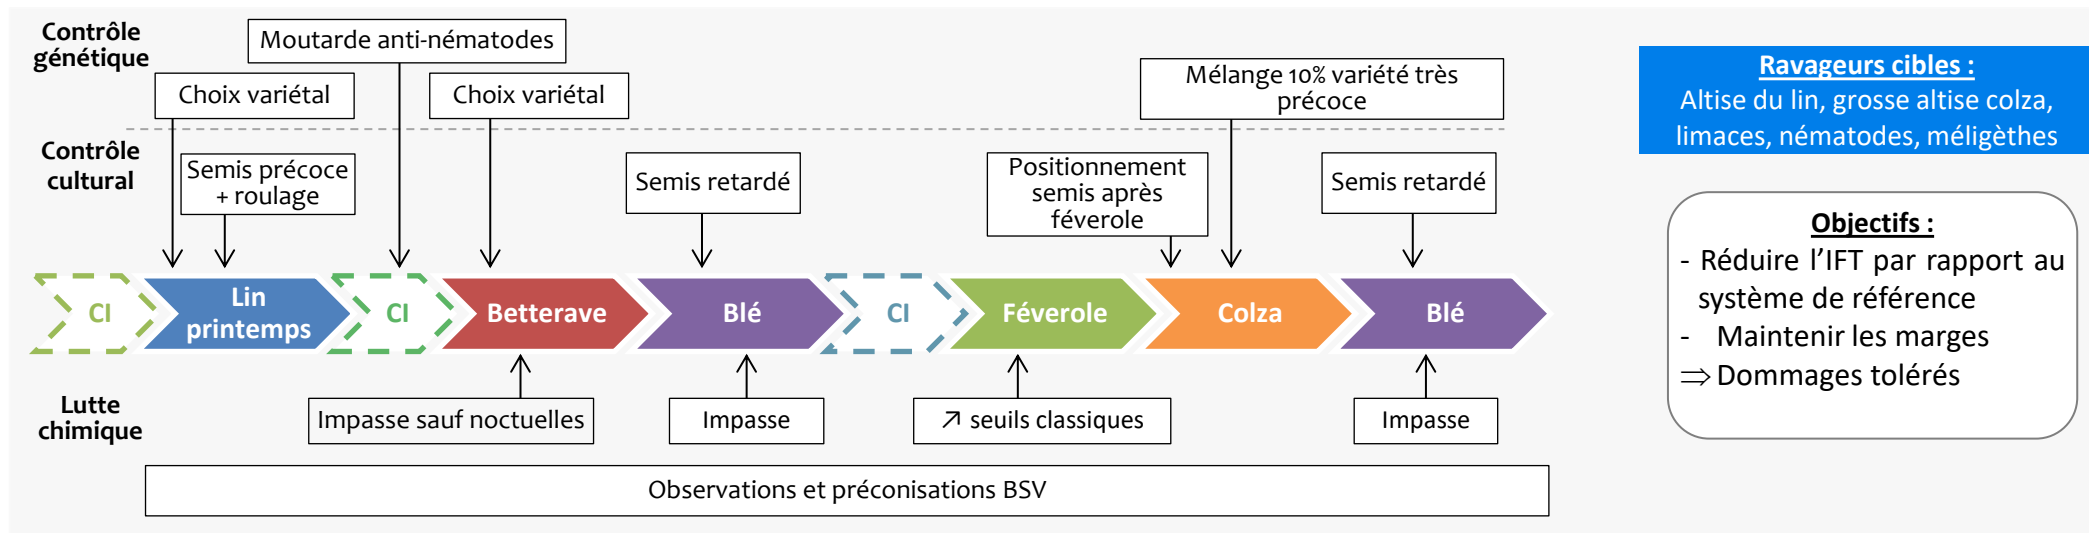 Contrôle
génétique
Moutarde anti-nématodes
Choix variétal
Choix variétal
Mélange 10% variété très
précoce
Contrôle
cultural
Semis précoce
+ roulage
Semis retardé
Positionnement
semis après
féverole
Semis retardé
CI
Lin
printemps
CI
Betterave
Blé
CI
Féverole
Colza
Blé
Lutte
chimique
Impasse sauf noctuelles
Impasse
↗ seuils classiques
Impasse
Observations et préconisations BSV
Ravageurs cibles :
Altise du lin, grosse altise colza,
limaces, nématodes, méligèthes
Objectifs :
- Réduire l’IFT par rapport au
système de référence
- Maintenir les marges
⇒ Dommages tolérés